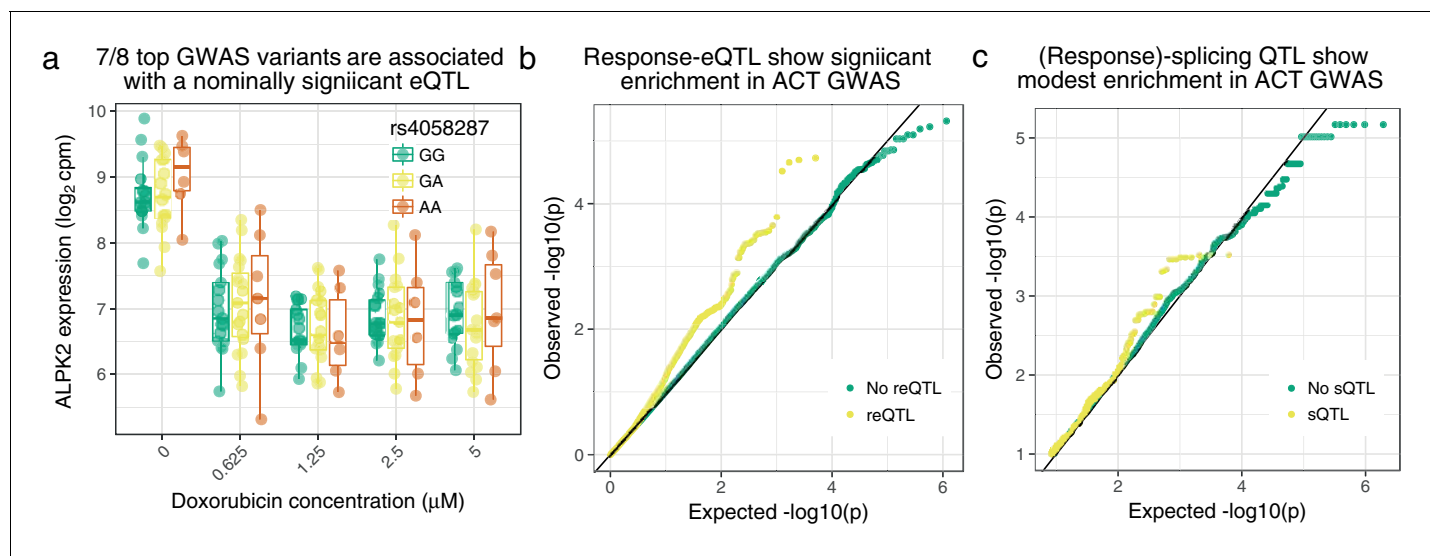 a
7/8 top GWAS variants are associated
with a nominally signiicant eQTL
ALPK2 expression (log2 cpm)
10
9
8
7
6
rs4058287
GG
GA
AA
0
0.625
1.25
2.5
5
Doxorubicin concentration (μM)
b
Response-eQTL show signiicant
enrichment in ACT GWAS
Observed -log10(p)
4
2
0
No reQTL
reQTL
0
2
4
6
Expected -log10(p)
c
(Response)-splicing QTL show
modest enrichment in ACT GWAS
Observed -log10(p)
5
4
3
2
1
No sQTL
sQTL
2
4
6
Expected -log10(p)